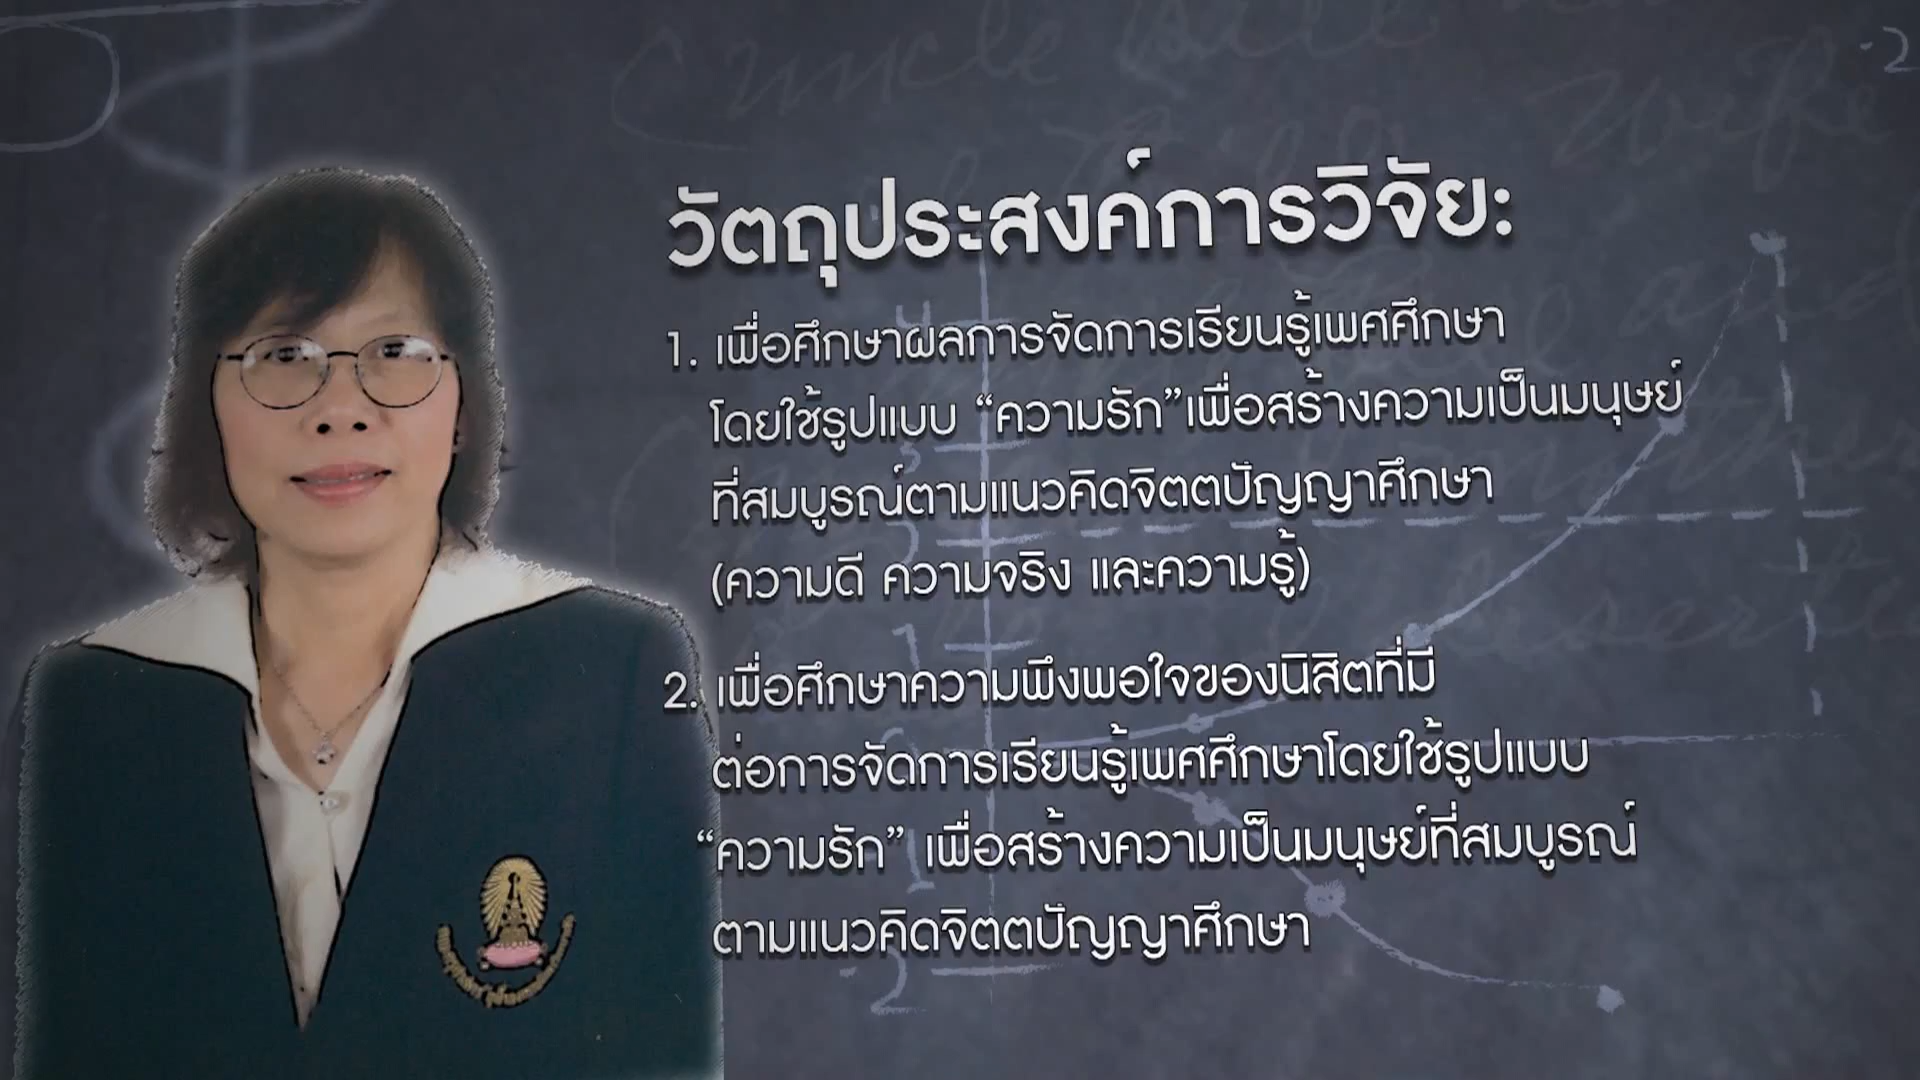 วัตถุประสงค์การวิจัย:
1. เพื่อศึกษาผลการจัดการเรียนรู้เพศศึกษา
โดยใช้รูปแบบ “ความรัก”เพื่อสร้างความเป็นมนุษย์
ที่สมบูรณ์ตามแนวคิดจิตตปัญญาศึกษา
(ความดี ความจริง และความรู้)
2. เพื่อศึกษาความพึงพอใจของนิสิตที่มี
ต่อการจัดการเรียนรู้เพศศึกษาโดยใช้รูปแบบ
“ความรัก” เพื่อสร้างความเป็นมนุษย์ที่สมบูรณ์
ตามแนวคิดจิตตปัญญาศึกษา